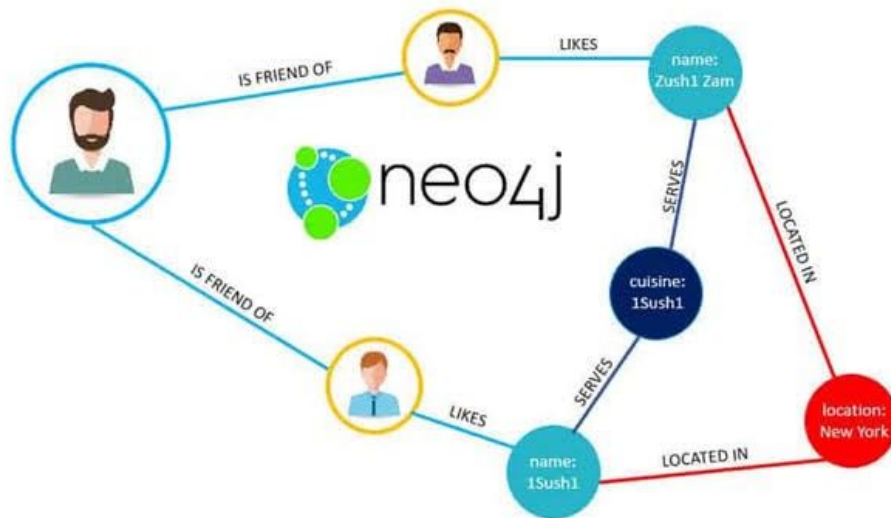 IS FRIEND OF
LIKES
name:
Zush1 Zam
neo4j
SERVES
LOCATED IN
cuisine:
1Sush1
IS FRIEND OF
SERVES
LIKES
location:
New York
name:
1Sush1
LOCATED IN